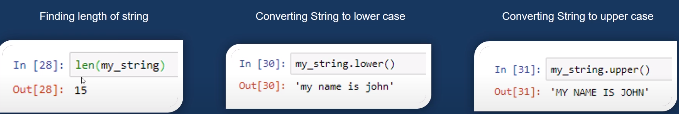 Finding length of string
In [28]: len(my_string)
Out[28]: 15
Converting String to lower case
In [30]: my_string.lower()
Out[30]: 'my name is john'
Converting String to upper case
In [31]: my_string.upper()
Out[31]: 'MY NAME IS JOHN'